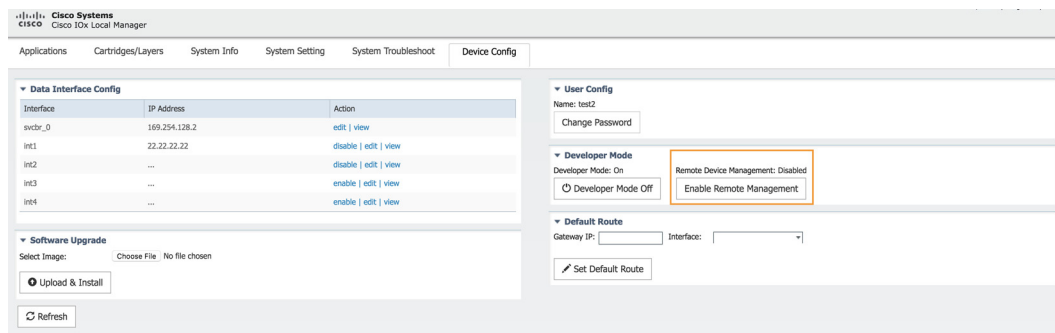 Cisco Systems
CISCO Cisco IOx Local Manager
Applications Cartridges/Layers System Info System Setting System Troubleshoot Device Config
Data Interface Config
Interface IP Address Action
svcbr_0 169.254.128.2 edit | view
int1 22.22.22.22 disable | edit | view
int2 ... disable | edit | view
int3 ... enable | edit | view
int4 ... enable | edit | view
Software Upgrade
Select Image: Choose File No file chosen
Upload & Install
Refresh
User Config
Name: test2
Change Password
Developer Mode
Developer Mode: On Remote Device Management: Disabled
Developer Mode Off Enable Remote Management
Default Route
Gateway IP: Interface:
Set Default Route